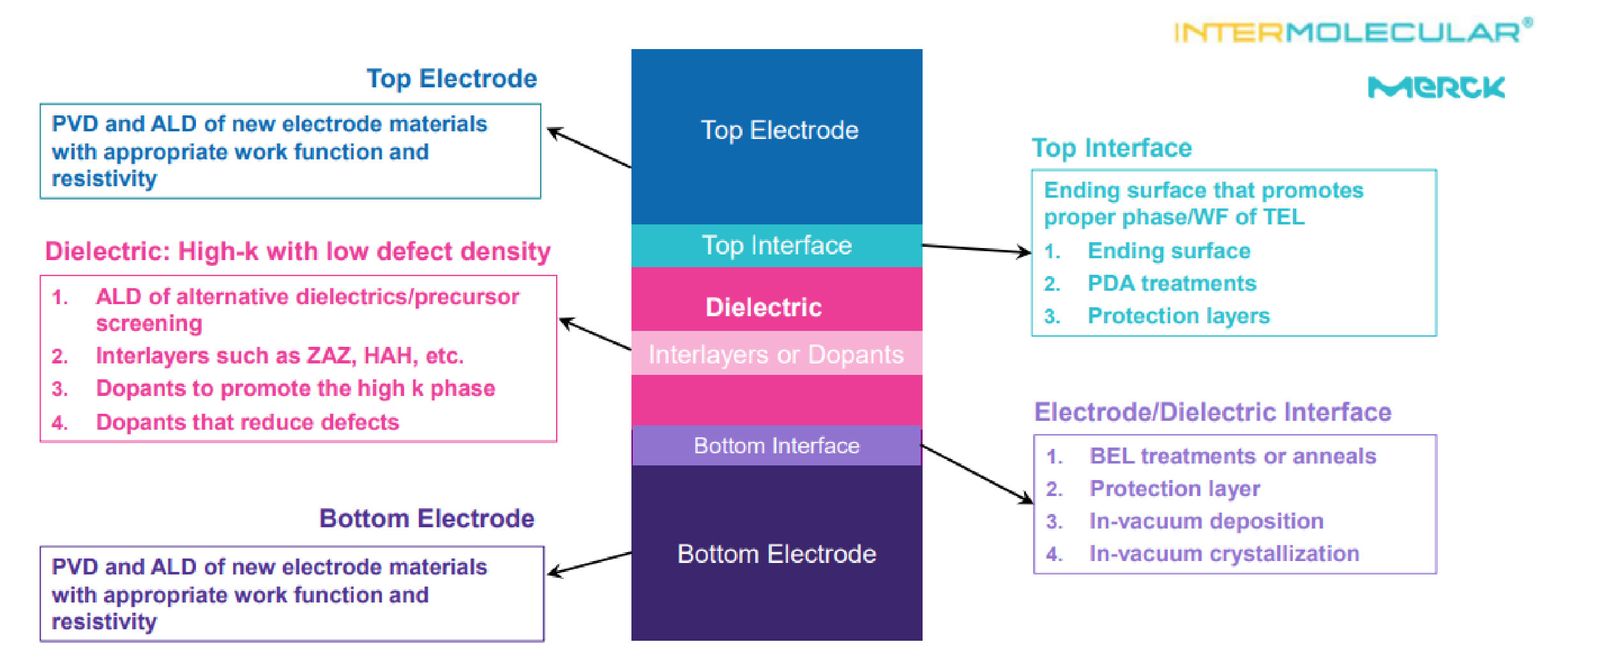 INTERMOLECULAR®
MERCK
Top Electrode
PVD and ALD of new electrode materials
with appropriate work function and
resistivity
Dielectric: High-k with low defect density
1. ALD of alternative dielectrics/precursor
screening
2. Interlayers such as ZAZ, HAH, etc.
3. Dopants to promote the high k phase
4. Dopants that reduce defects
Bottom Electrode
PVD and ALD of new electrode materials
with appropriate work function and
resistivity
Top Electrode
Top Interface
Dielectric
Interlayers or Dopants
Bottom Interface
Bottom Electrode
Top Interface
Ending surface that promotes
proper phase/WF of TEL
1. Ending surface
2. PDA treatments
3. Protection layers
Electrode/Dielectric Interface
1. BEL treatments or anneals
2. Protection layer
3. In-vacuum deposition
4. In-vacuum crystallization